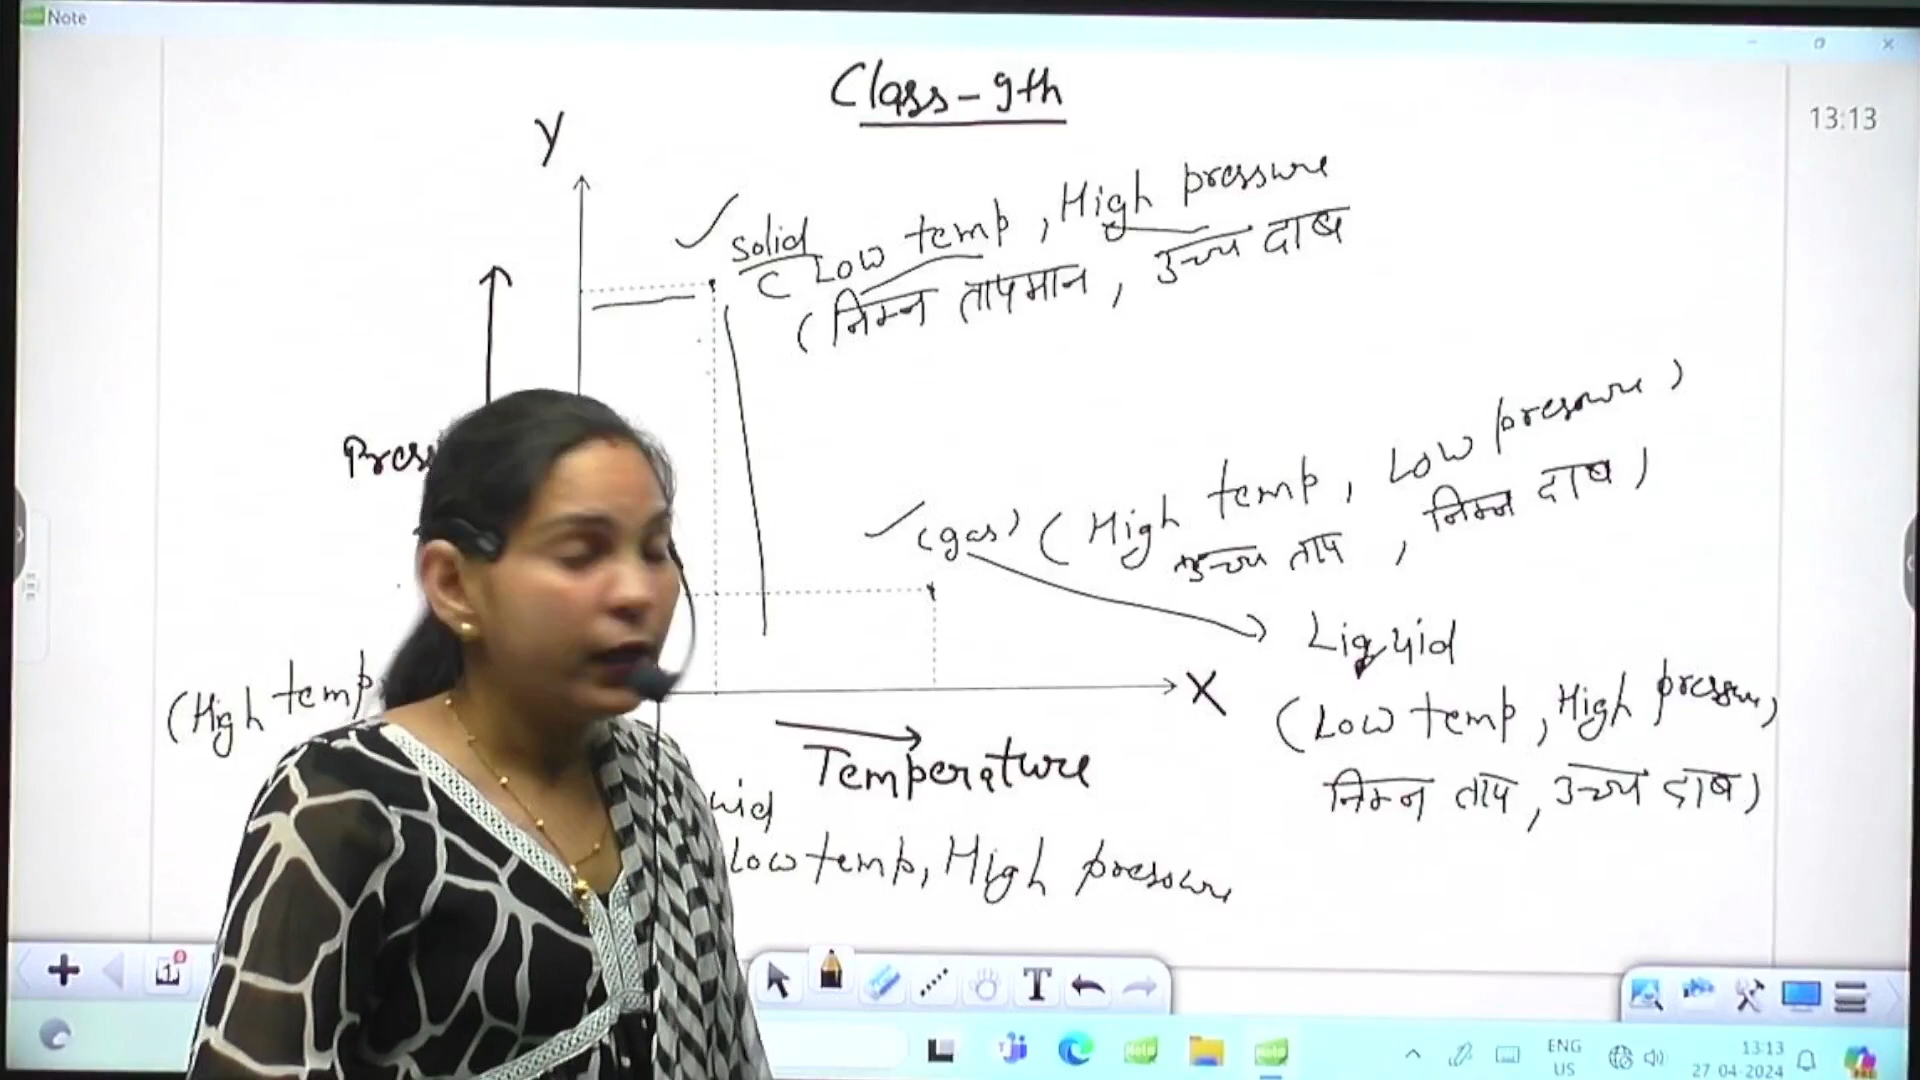 Note
Class-9th
13:13
Y
Solid
( Low temp, High pressure
(निम्न तापमान, उच्च दाब
(gas) (High temp, Low pressure)
उच्च ताप, निम्न दाब)
Liquid
(High temp
X
(Low temp, High pressure,
Temperature
निम्न ताप, उच्च दाब)
Low temp, High pressure
1
T
ENG
US
13:13
27-04-2024